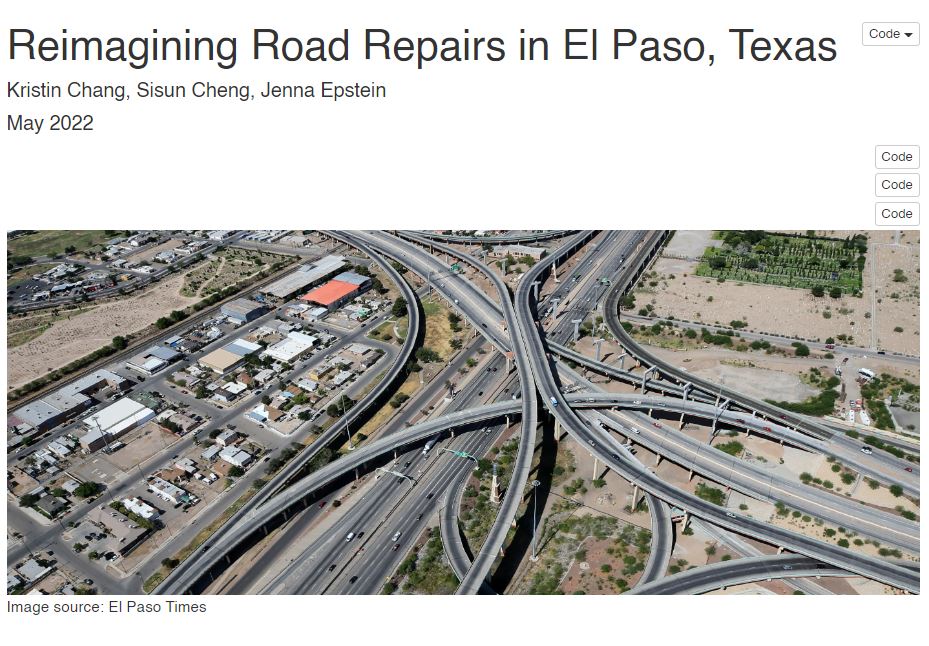 Reimagining Road Repairs in El Paso, Texas
Code
Kristin Chang, Sisun Cheng, Jenna Epstein
May 2022
Code
Code
Code
Image source: El Paso Times